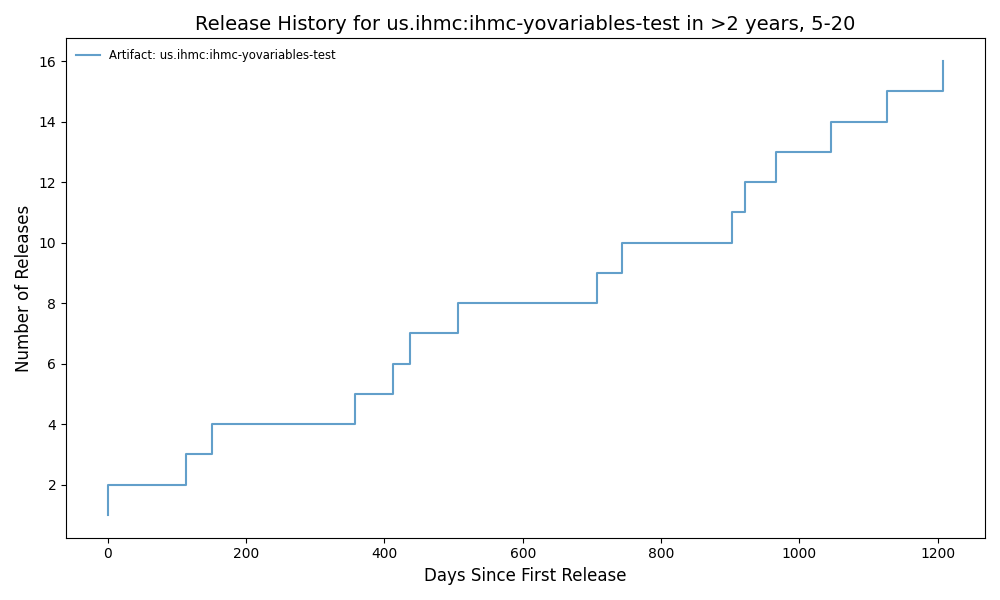 Release History for us.ihmc:ihmc-yovariables-test in >2 years, 5-20
Artifact: us.ihmc:ihmc-yovariables-test
Number of Releases
16
14
12
10
8
6
4
2
0 200 400 600 800 1000 1200
Days Since First Release